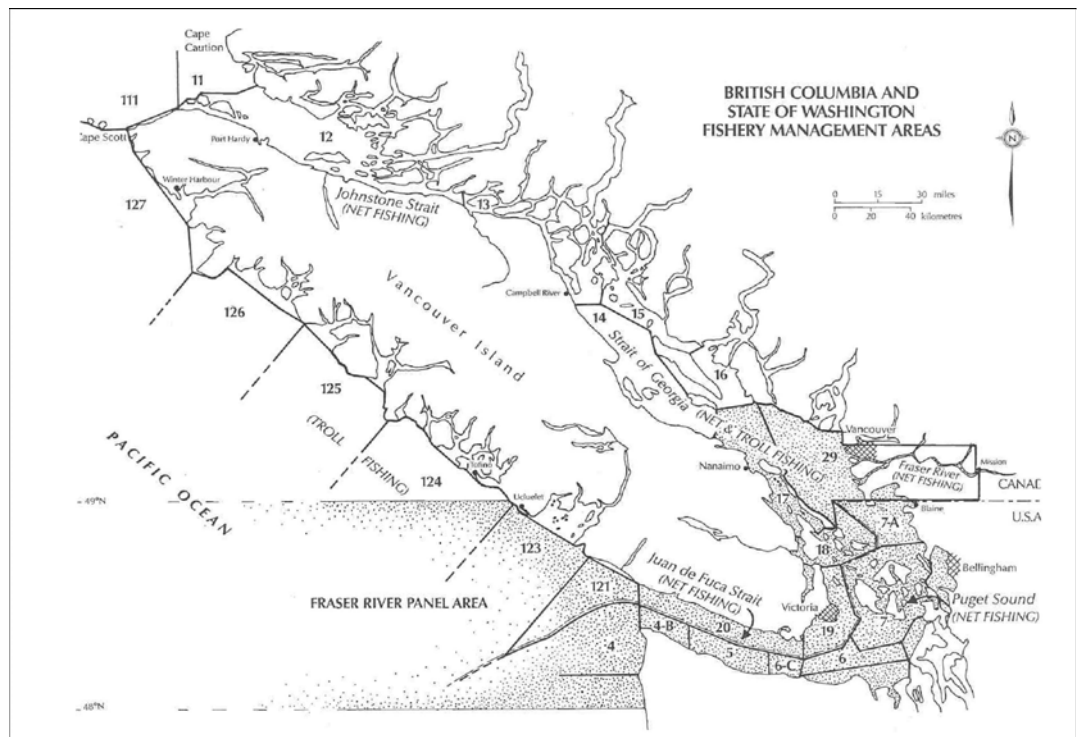 Cape
Caution
11
111
Cape Scott
Port Hardy
12
BRITISH COLUMBIA AND
STATE OF WASHINGTON
FISHERY MANAGEMENT AREAS
N
0 15 30 miles
0 20 40 kilometres
Winter Harbour
127
Johnstone Strait
(NET FISHING)
13
126
Vancouver Island
Campbell River
14
15
Strait of Georgia
(NET & TROLL FISHING)
16
125
(TROLL
FISHING)
PACIFIC OCEAN
124
Tofino
Ucluelet
Nanaimo
29
Vancouver
Fraser River
(NET FISHING)
Mission
CANAD
U.S.A
49°N
Blaine
17
7-A
18
123
121
FRASER RIVER PANEL AREA
Juan de Fuca Strait
(NET FISHING)
Victoria
Bellingham
Puget Sound
(NET FISHING)
7
20
19
4-B
4
5
6-C
6
48°N